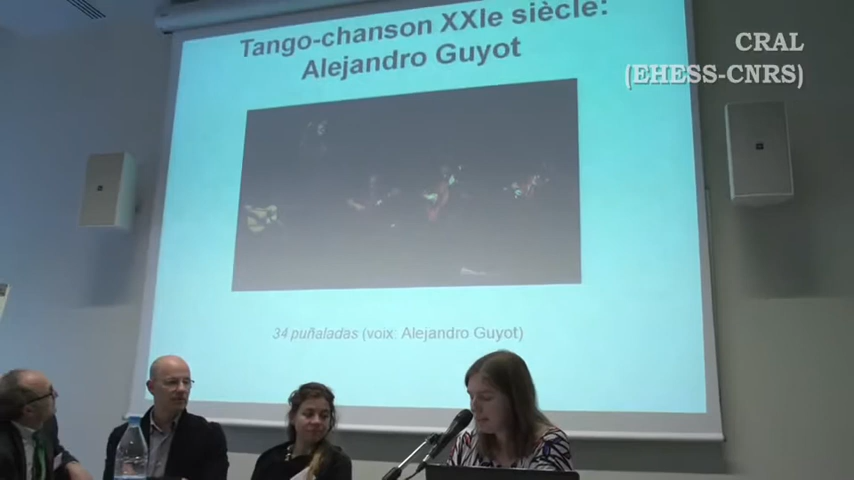 Tango-chanson XXIe siècle:
Alejandro Guyot
CRAL
(EHESS-CNRS)
34 puñaladas (voix: Alejandro Guyot)